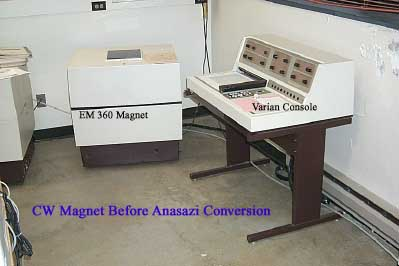 EM 360 Magnet
Varian Console
CW Magnet Before Anasazi Conversion